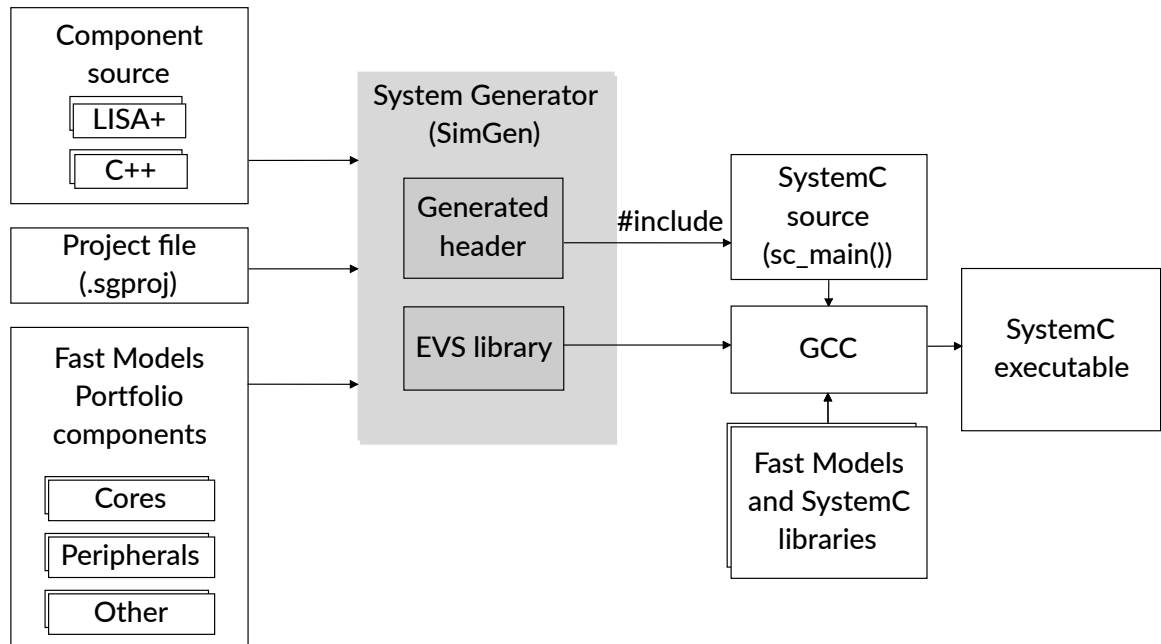 Component
source
LISA+
C++
Project file
(.sgproj)
Fast Models
Portfolio
components
Cores
Peripherals
Other
System Generator
(SimGen)
Generated
header
EVS library
#include
SystemC
source
(sc_main())
GCC
Fast Models
and SystemC
libraries
SystemC
executable